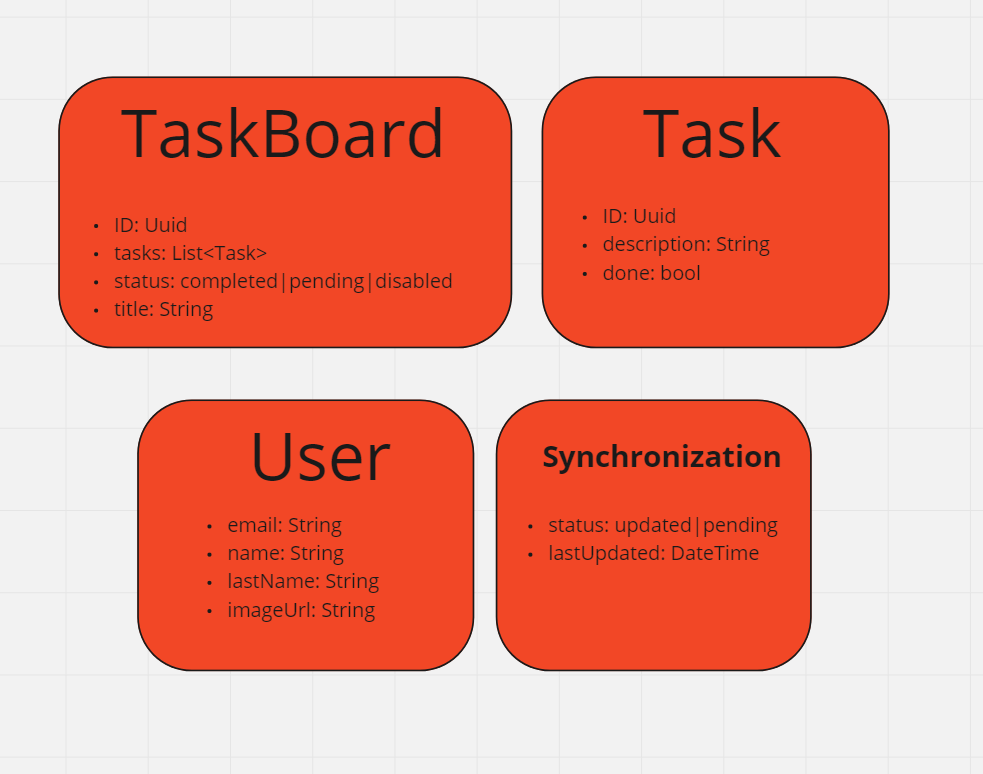 TaskBoard
• ID: Uuid
• tasks: List<Task>
• status: completed|pending|disabled
• title: String
Task
• ID: Uuid
• description: String
• done: bool
User
• email: String
• name: String
• lastName: String
• imageUrl: String
Synchronization
• status: updated|pending
• lastUpdated: DateTime